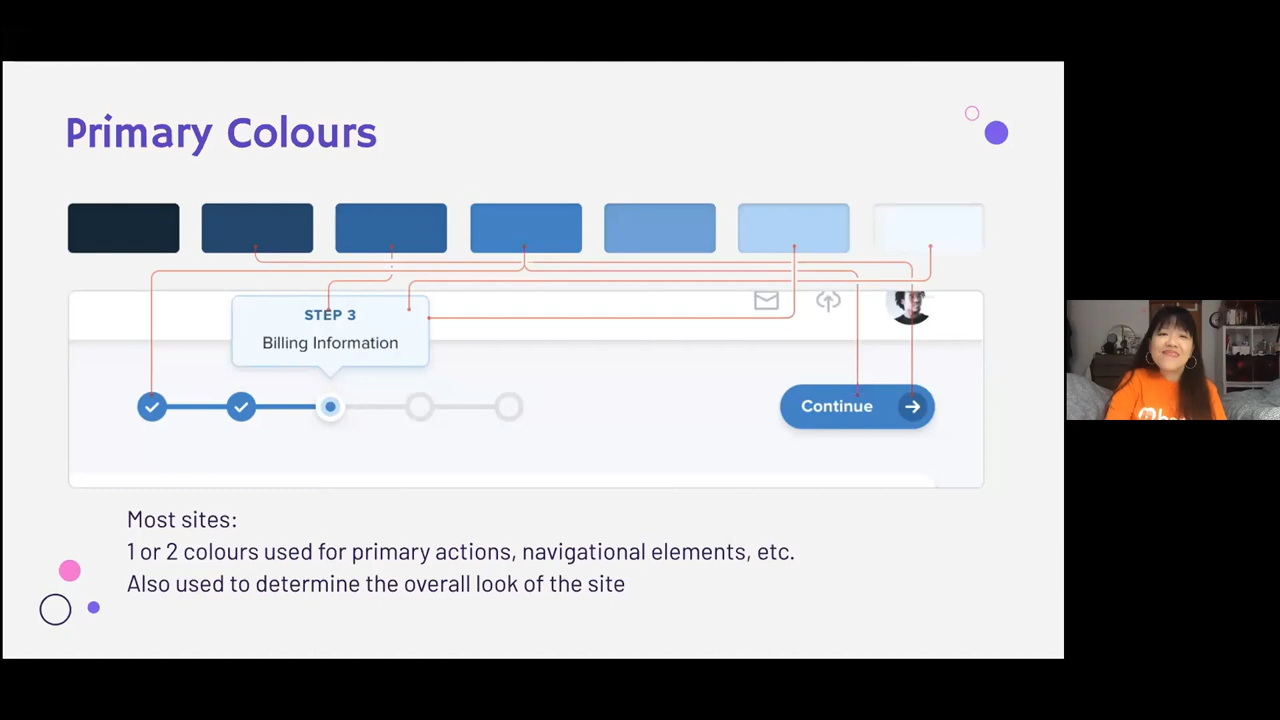 Primary Colours
STEP 3
Billing Information
Continue
Most sites:
1 or 2 colours used for primary actions, navigational elements, etc.
Also used to determine the overall look of the site